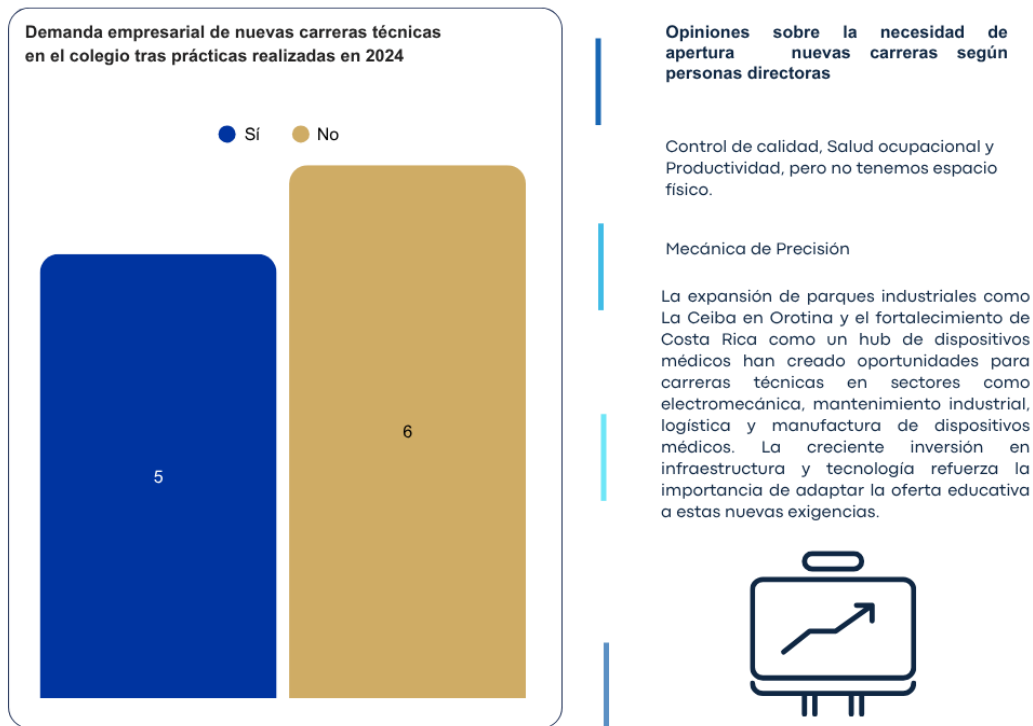 Demanda empresarial de nuevas carreras técnicas
en el colegio tras prácticas realizadas en 2024
Sí
No
5
6
Opiniones sobre la necesidad de
apertura nuevas carreras según
personas directoras
Control de calidad, Salud ocupacional y
Productividad, pero no tenemos espacio
físico.
Mecánica de Precisión
La expansión de parques industriales como
La Ceiba en Orotina y el fortalecimiento de
Costa Rica como un hub de dispositivos
médicos han creado oportunidades para
carreras técnicas en sectores como
electromecánica, mantenimiento industrial,
logística y manufactura de dispositivos
médicos. La creciente inversión en
infraestructura y tecnología refuerza la
importancia de adaptar la oferta educativa
a estas nuevas exigencias.